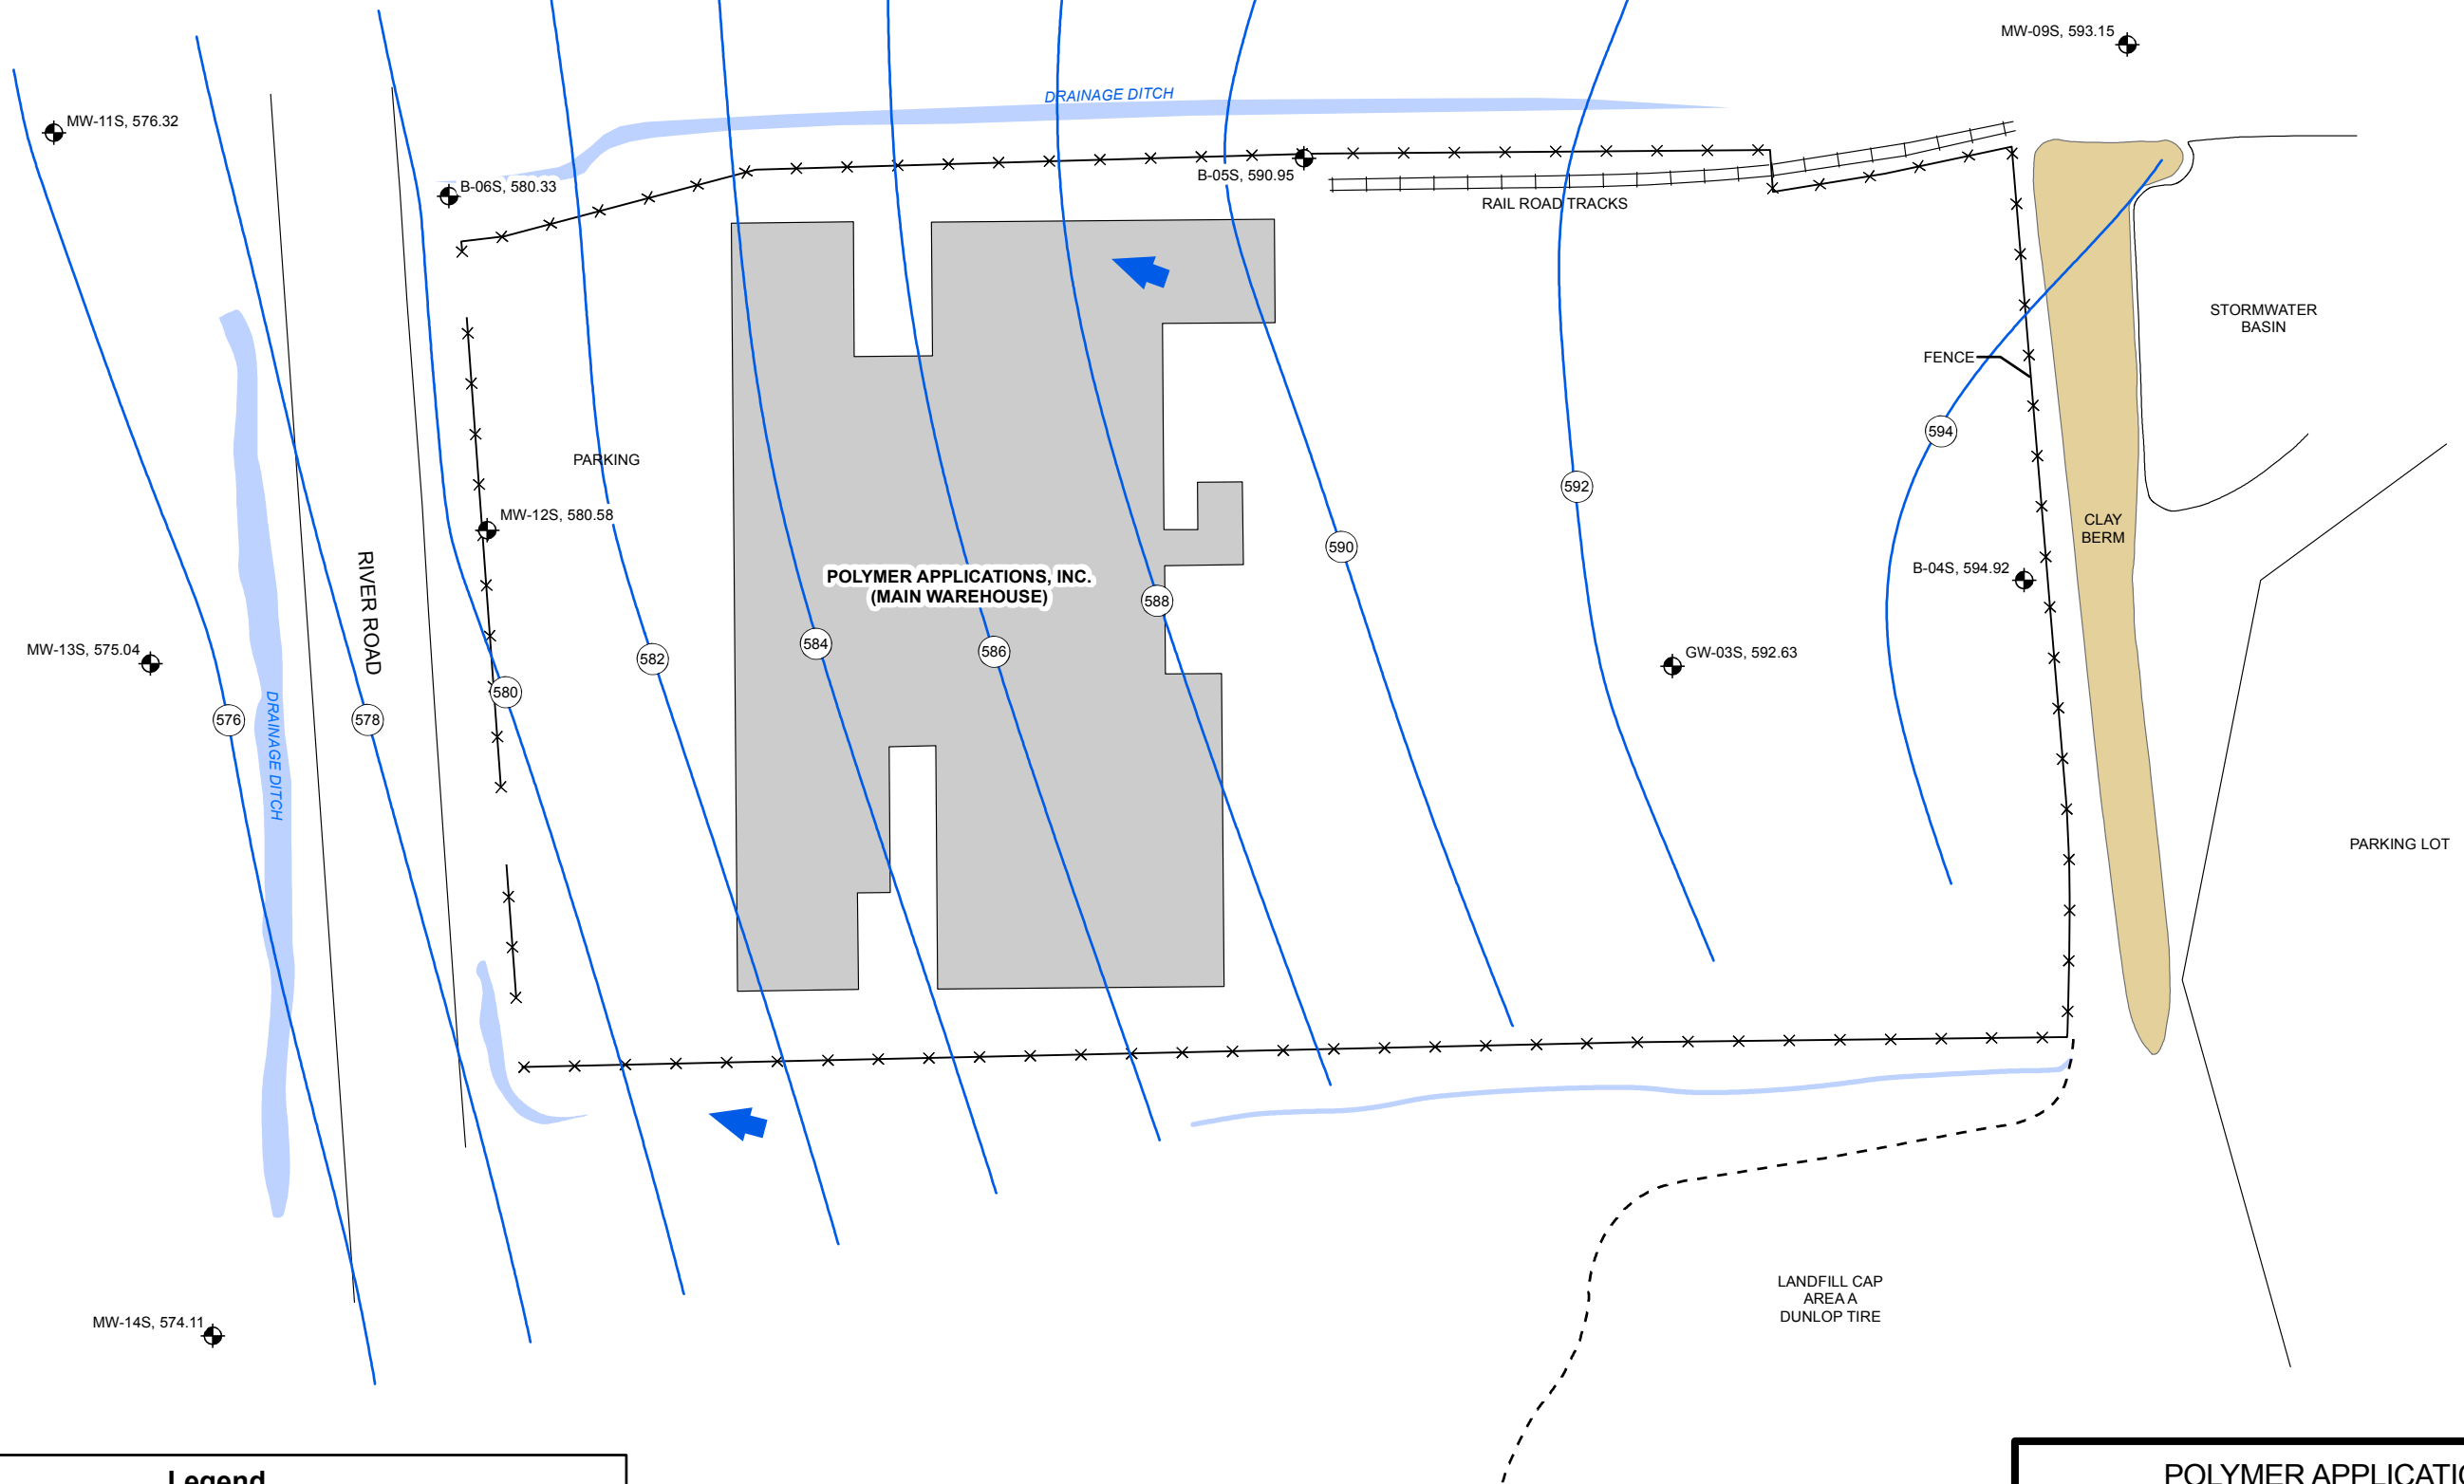 MW-09S, 593.15
DRAINAGE DITCH
MW-11S, 576.32
B-05S, 590.95
B-06S, 580.33
RAIL ROAD TRACKS
STORMWATER
BASIN
FENCE
594
PARKING
592
MW-12S, 580.58
CLAY
BERM
590
B-04S, 594.92
POLYMER APPLICATIONS, INC.
(MAIN WAREHOUSE)
588
RIVER ROAD
584
586
MW-13S, 575.04
582
GW-03S, 592.63
580
576
578
DRAINAGE DITCH
PARKING LOT
LANDFILL CAP
AREA A
DUNLOP TIRE
MW-14S, 574.11
Legend
POLYMER